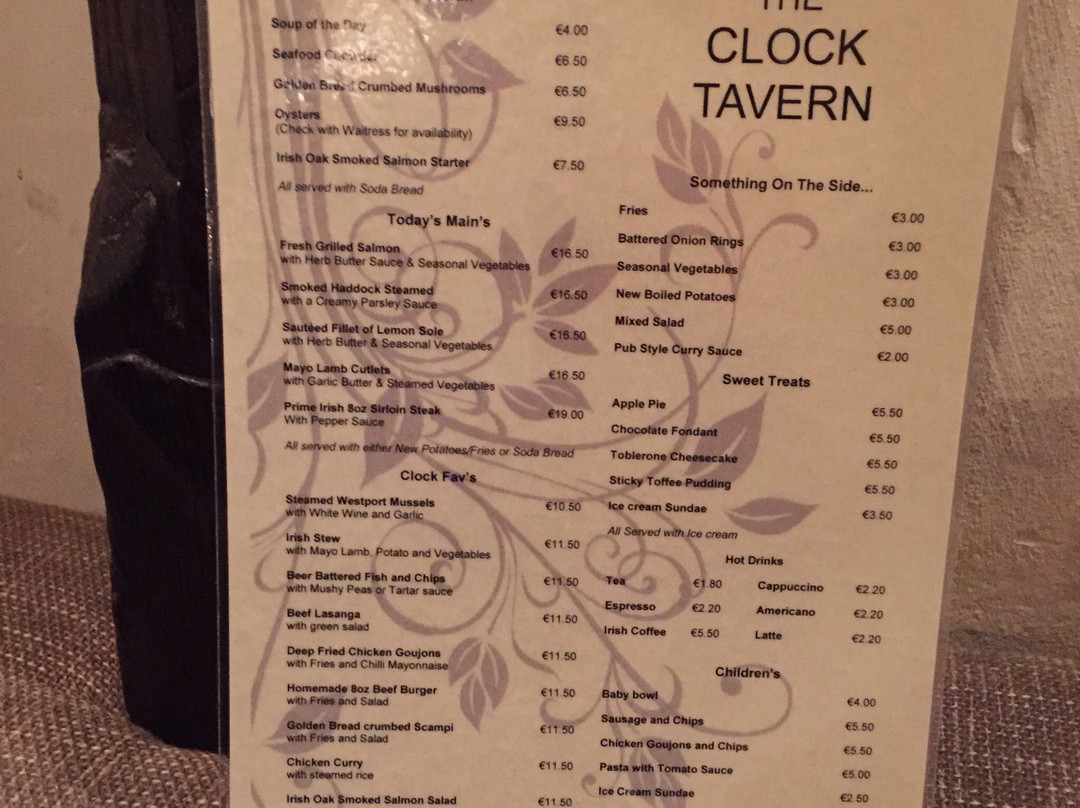 Soup of the Day €4.00
Seafood Chowder €6.50
Golden Bread Crumbed Mushrooms €6.50
Oysters €9.50
(Check with Waitress for availability)
Irish Oak Smoked Salmon Starter €7.50
All served with Soda Bread
Today's Main's
Fresh Grilled Salmon €16.50
with Herb Butter Sauce & Seasonal Vegetables
Smoked Haddock Steamed €16.50
with a Creamy Parsley Sauce
Sautéed Fillet of Lemon Sole €16.50
with Herb Butter & Seasonal Vegetables
Mayo Lamb Cutlets €16.50
with Garlic Butter & Steamed Vegetables
Prime Irish 8oz Sirloin Steak €19.00
With Pepper Sauce
All served with either New Potatoes/Fries or Soda Bread
Clock Fav's
Steamed Westport Mussels €10.50
with White Wine and Garlic
Irish Stew €11.50
with Mayo Lamb, Potato and Vegetables
Beer Battered Fish and Chips €11.50
with Mushy Peas or Tartar sauce
Beef Lasanga €11.50
with green salad
Deep Fried Chicken Goujons €11.50
with Fries and Chilli Mayonnaise
Homemade 8oz Beef Burger €11.50
with Fries and Salad
Golden Bread crumbed Scampi €11.50
with Fries and Salad
Chicken Curry €11.50
with steamed rice
Irish Oak Smoked Salmon Salad €11.50
THE
CLOCK
TAVERN
Something On The Side...
Fries €3.00
Battered Onion Rings €3.00
Seasonal Vegetables €3.00
New Boiled Potatoes €3.00
Mixed Salad €5.00
Pub Style Curry Sauce €2.00
Sweet Treats
Apple Pie €5.50
Chocolate Fondant €5.50
Toblerone Cheesecake €5.50
Sticky Toffee Pudding €5.50
Ice cream Sundae €3.50
All Served with Ice cream
Hot Drinks
Tea €1.80 Cappuccino €2.20
Espresso €2.20 Americano €2.20
Irish Coffee €5.50 Latte €2.20
Children's
Baby bowl €4.00
Sausage and Chips €5.50
Chicken Goujons and Chips €5.50
Pasta with Tomato Sauce €5.00
Ice Cream Sundae €2.50